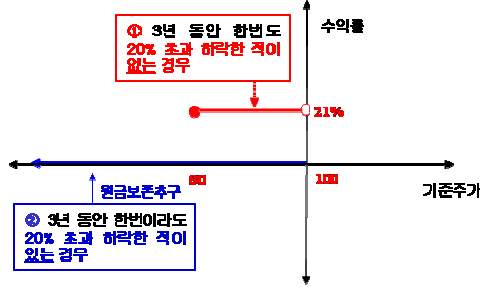 ① 3년 동안 한번도
20% 초과 하락한 적이
없는 경우
수익률
21%
80
100
기준주가
원금보존추구
② 3년 동안 한번이라도
20% 초과 하락한 적이
있는 경우